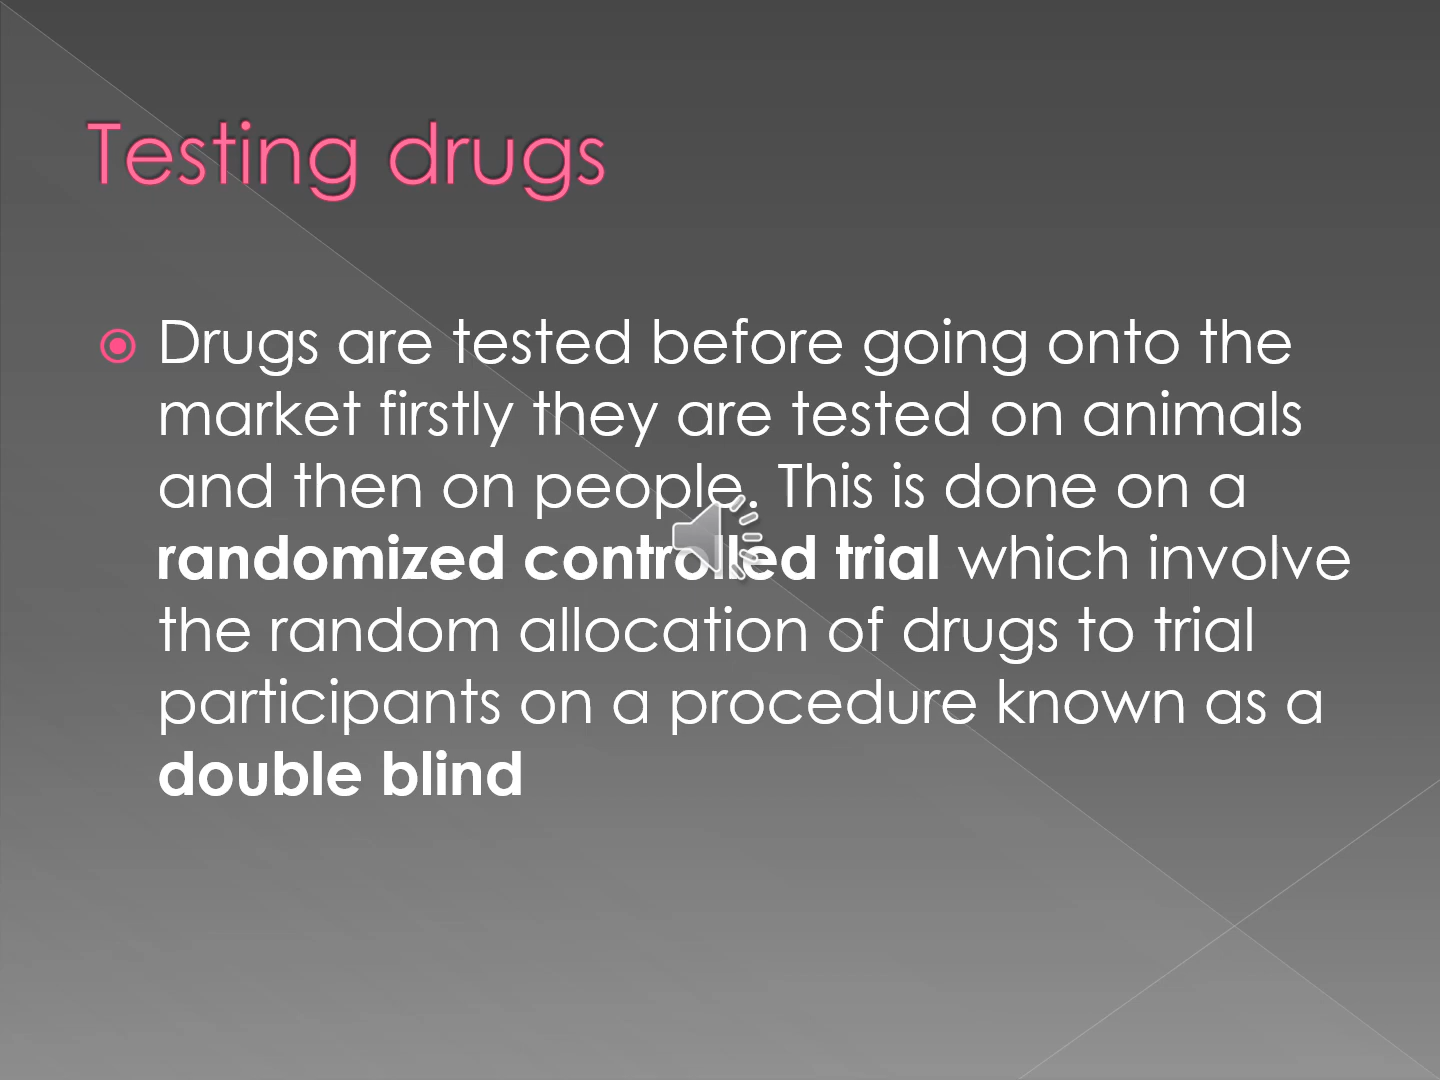 Testing drugs
Drugs are tested before going onto the
market firstly they are tested on animals
and then on people. This is done on a
randomized controlled trial which involve
the random allocation of drugs to trial
participants on a procedure known as a
double blind